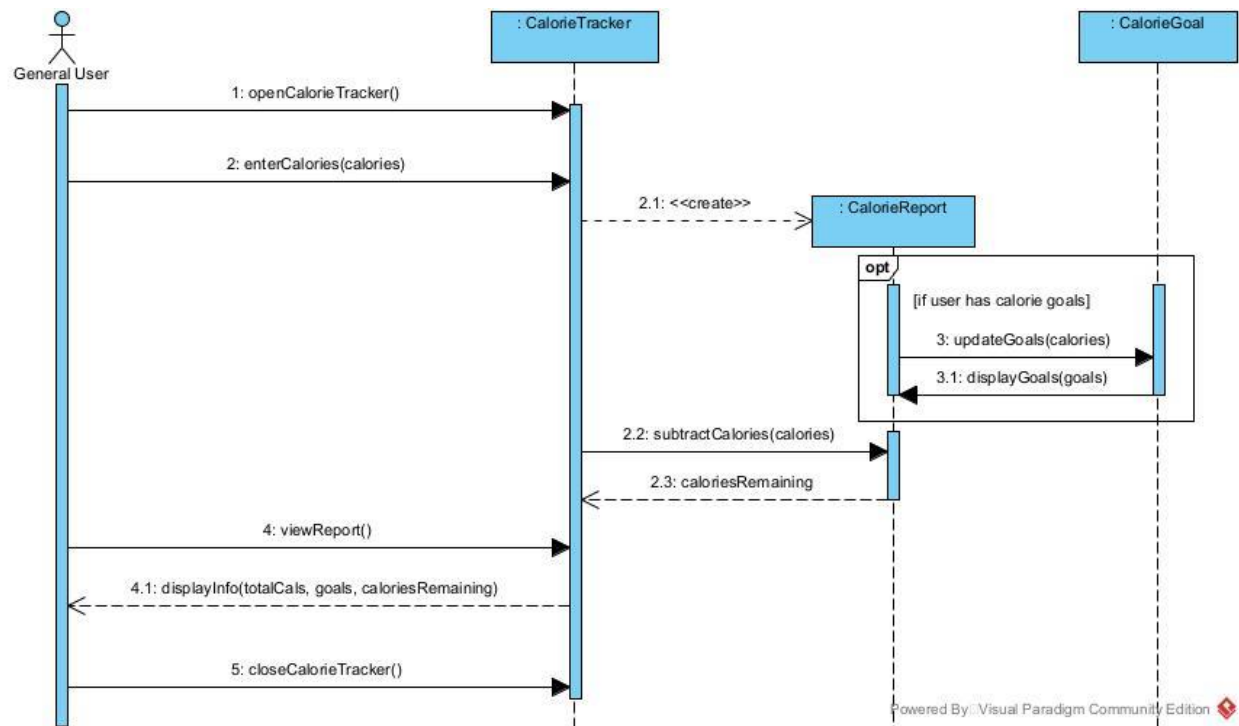 : CalorieTracker
: CalorieGoal
General User
1: openCalorieTracker()
2: enterCalories(calories)
2.1: <<create>>
: CalorieReport
opt
[if user has calorie goals]
3: updateGoals(calories)
3.1: displayGoals(goals)
2.2: subtractCalories(calories)
2.3: caloriesRemaining
4: viewReport()
4.1: displayInfo(totalCals, goals, caloriesRemaining)
5: closeCalorieTracker()
Powered By Visual Paradigm Community Edition